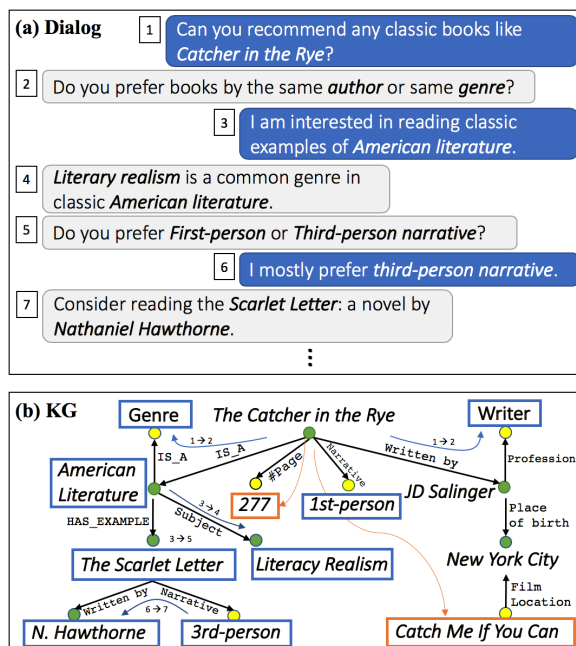 (a) Dialog
1
Can you recommend any classic books like
Catcher in the Rye?
2
Do you prefer books by the same author or same genre?
3
I am interested in reading classic
examples of American literature.
4
Literary realism is a common genre in
classic American literature.
5
Do you prefer First-person or Third-person narrative?
6
I mostly prefer third-person narrative.
7
Consider reading the Scarlet Letter: a novel by
Nathaniel Hawthorne.
⋮
(b) KG
Genre
The Catcher in the Rye
Writer
1→2
1→2
IS_A
IS_A
#Page
Narrative
Written by
Profession
American
Literature
277
1st-person
JD Salinger
HAS_EXAMPLE
3→4
Subject
Place
of birth
3→5
The Scarlet Letter
Literacy Realism
New York City
Written by
Narrative
6→7
Film
Location
N. Hawthorne
3rd-person
Catch Me If You Can